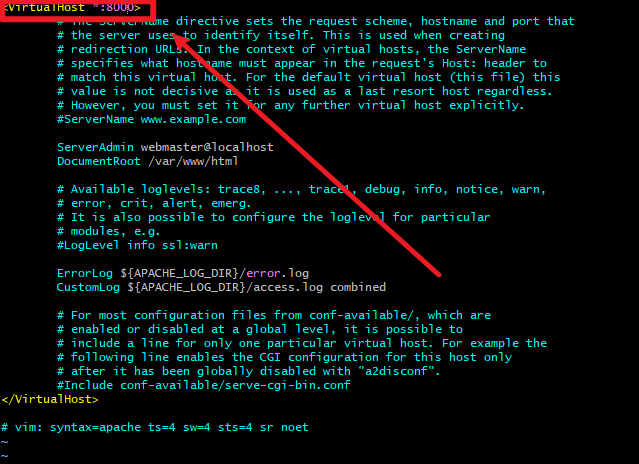 <VirtualHost *:8000>
# The ServerName directive sets the request scheme, hostname and port that
# the server uses to identify itself. This is used when creating
# redirection URLs. In the context of virtual hosts, the ServerName
# specifies what hostname must appear in the request's Host: header to
# match this virtual host. For the default virtual host (this file) this
# value is not decisive as it is used as a last resort host regardless.
# However, you must set it for any further virtual host explicitly.
#ServerName www.example.com
ServerAdmin webmaster@localhost
DocumentRoot /var/www/html
# Available loglevels: trace8, ..., trace1, debug, info, notice, warn,
# error, crit, alert, emerg.
# It is also possible to configure the loglevel for particular
# modules, e.g.
#LogLevel info ssl:warn
ErrorLog ${APACHE_LOG_DIR}/error.log
CustomLog ${APACHE_LOG_DIR}/access.log combined
# For most configuration files from conf-available/, which are
# enabled or disabled at a global level, it is possible to
# include a line for only one particular virtual host. For example the
# following line enables the CGI configuration for this host only
# after it has been globally disabled with "a2disconf".
#Include conf-available/serve-cgi-bin.conf
</VirtualHost>
# vim: syntax=apache ts=4 sw=4 sts=4 sr noet
~
~